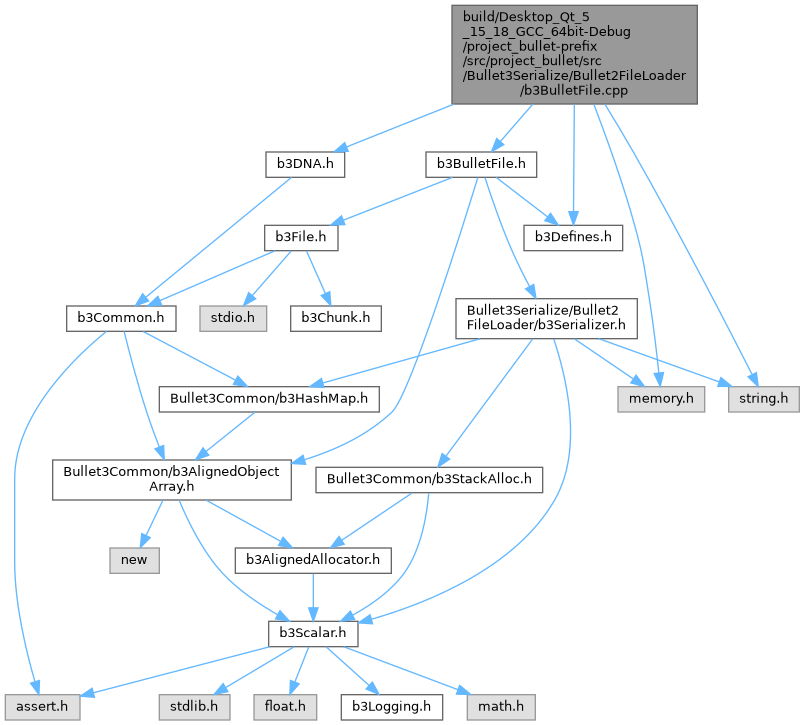 build/Desktop_Qt_5
_15_18_GCC_64bit-Debug
/project_bullet-prefix
/src/project_bullet/src
/Bullet3Serialize/Bullet2FileLoader
/b3BulletFile.cpp
b3DNA.h
b3BulletFile.h
b3File.h
b3Defines.h
b3Common.h
stdio.h
b3Chunk.h
Bullet3Serialize/Bullet2
FileLoader/b3Serializer.h
Bullet3Common/b3HashMap.h
memory.h
string.h
Bullet3Common/b3AlignedObject
Array.h
Bullet3Common/b3StackAlloc.h
new
b3AlignedAllocator.h
b3Scalar.h
assert.h
stdlib.h
float.h
b3Logging.h
math.h